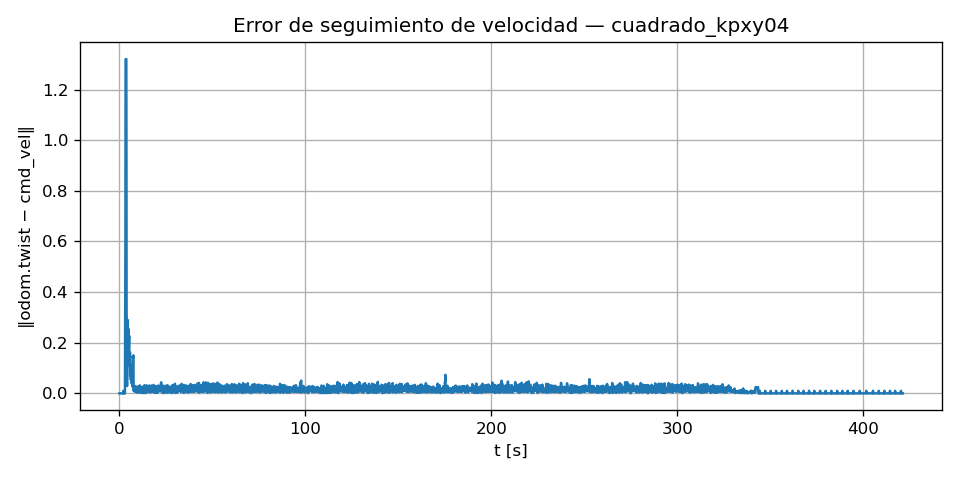 Error de seguimiento de velocidad — cuadrado_kpxy04
‖odom.twist − cmd_vel‖
1.2
1.0
0.8
0.6
0.4
0.2
0.0
0 100 200 300 400
t [s]